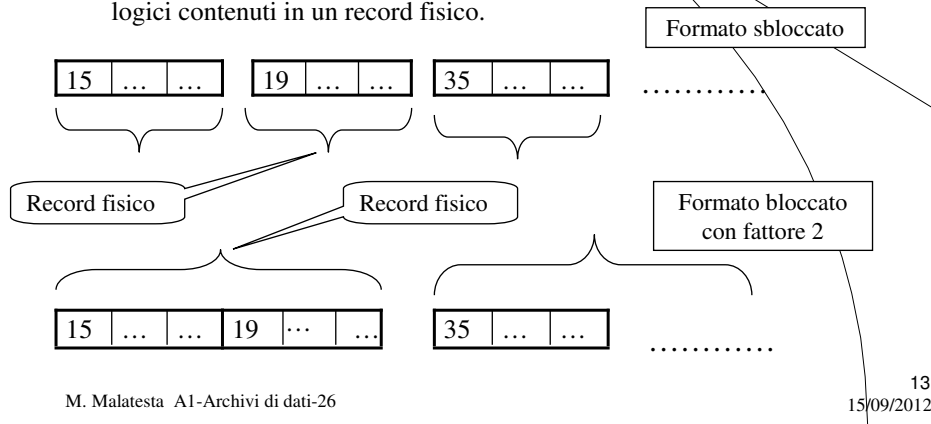 logici contenuti in un record fisico.
Formato sbloccato
15 … … 19 … … 35 … … …………
Record fisico Record fisico
Formato bloccato
con fattore 2
15 … … 19 … … 35 … … …………
M. Malatesta A1-Archivi di dati-26
13
15/09/2012